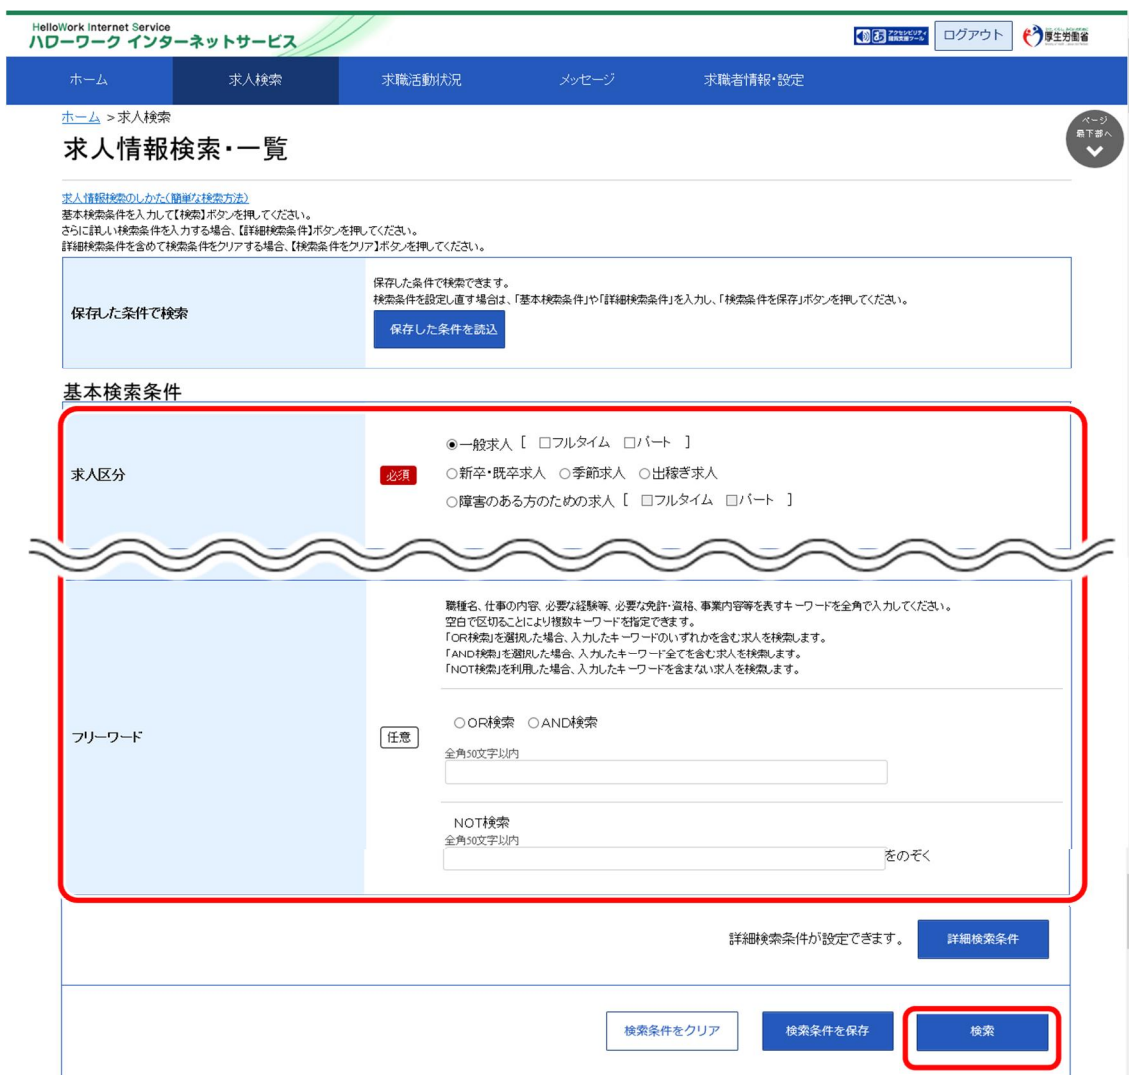 HelloWork Internet Service
ハローワーク インターネットサービス
ログアウト
厚生労働省
ホーム 求人検索 求職活動状況 メッセージ 求職者情報・設定
ホーム >求人検索
ページ
最下部へ
求人情報検索・一覧
求人情報検索のしかた(簡単な検索方法)
基本検索条件を入力して【検索】ボタンを押してください。
さらに詳しい検索条件を入力する場合、【詳細検索条件】ボタンを押してください。
詳細検索条件を含めて検索条件をクリアする場合、【検索条件をクリア】ボタンを押してください。
保存した条件で検索
保存した条件で検索できます。
検索条件を設定し直す場合は、「基本検索条件」や「詳細検索条件」を入力し、「検索条件を保存」ボタンを押してください。
保存した条件を読込
基本検索条件
求人区分
必須
一般求人 [ フルタイム パート ]
新卒・既卒求人 季節求人 出稼ぎ求人
障害のある方のための求人 [ フルタイム パート ]
フリーワード
任意
職種名、仕事の内容、必要な経験等、必要な免許・資格、事業内容等を表すキーワードを全角で入力してください。
空白で区切ることにより複数キーワードを指定できます。
「OR検索」を選択した場合、入力したキーワードのいずれかを含む求人を検索します。
「AND検索」を選択した場合、入力したキーワード全てを含む求人を検索します。
「NOT検索」を利用した場合、入力したキーワードを含まない求人を検索します。
OR検索 AND検索
全角50文字以内
NOT検索
全角50文字以内
をのぞく
詳細検索条件が設定できます。 詳細検索条件
検索条件をクリア 検索条件を保存 検索